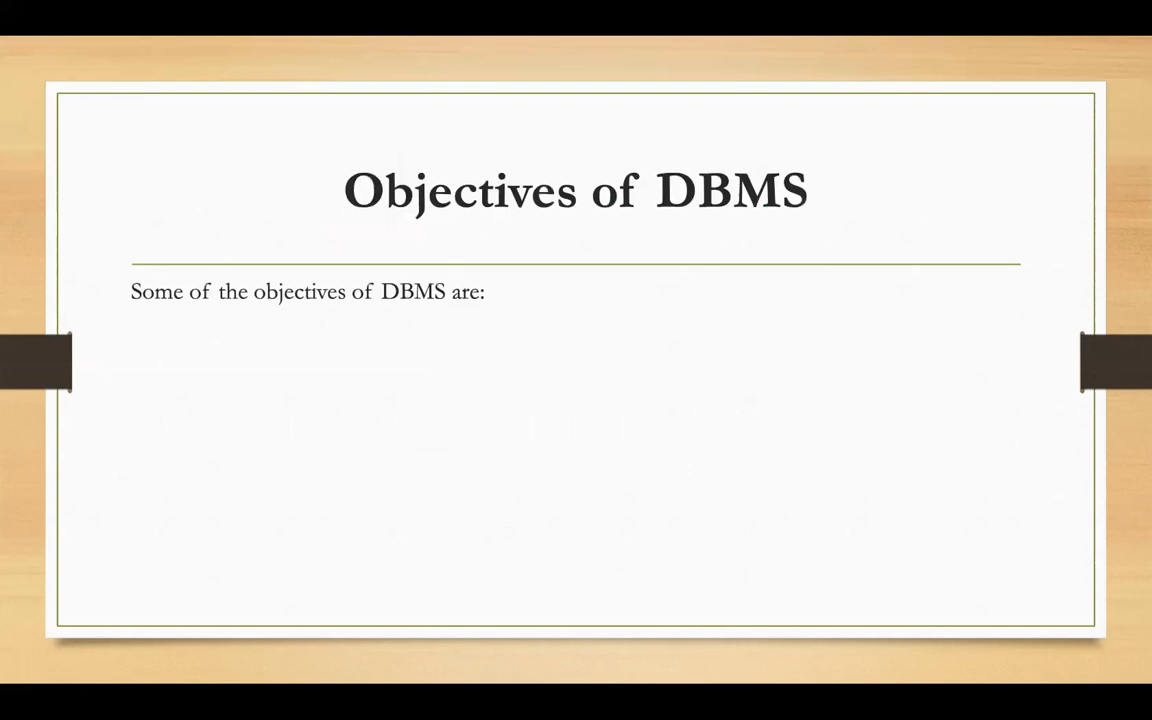 Objectives of DBMS
Some of the objectives of DBMS are: